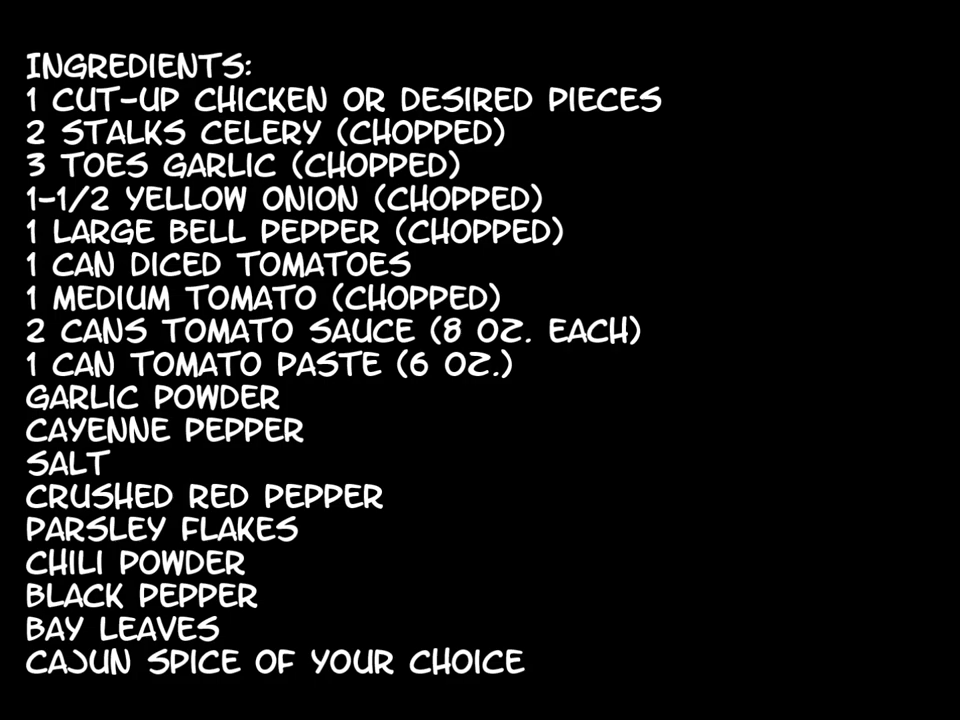 INGREDIENTS:
1 CUT-UP CHICKEN OR DESIRED PIECES
2 STALKS CELERY (CHOPPED)
3 TOES GARLIC (CHOPPED)
1-1/2 YELLOW ONION (CHOPPED)
1 LARGE BELL PEPPER (CHOPPED)
1 CAN DICED TOMATOES
1 MEDIUM TOMATO (CHOPPED)
2 CANS TOMATO SAUCE (8 OZ. EACH)
1 CAN TOMATO PASTE (6 OZ.)
GARLIC POWDER
CAYENNE PEPPER
SALT
CRUSHED RED PEPPER
PARSLEY FLAKES
CHILI POWDER
BLACK PEPPER
BAY LEAVES
CAJUN SPICE OF YOUR CHOICE